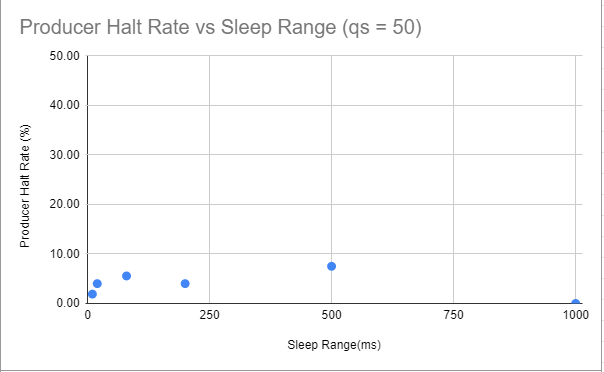 Producer Halt Rate vs Sleep Range (qs = 50)
50.00
40.00
30.00
20.00
10.00
0.00
Producer Halt Rate (%)
0 250 500 750 1000
Sleep Range(ms)